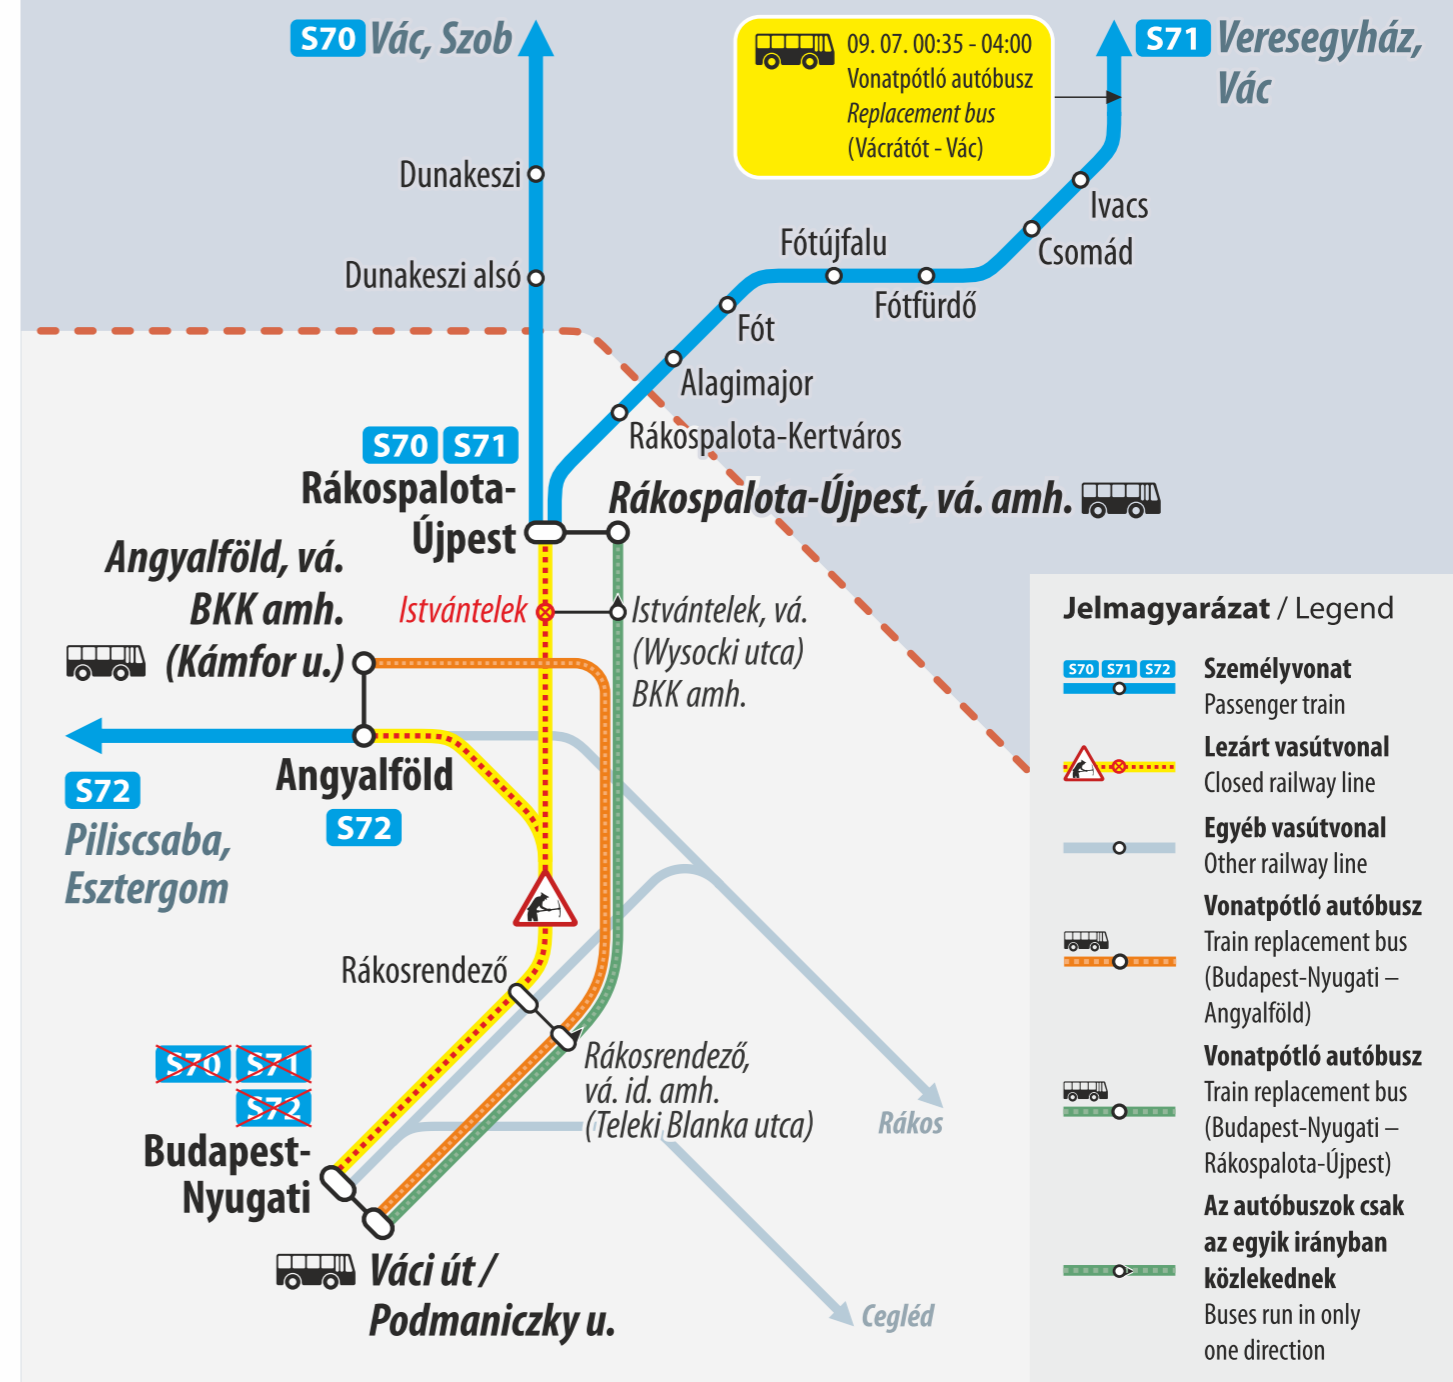 S70 Vác, Szob
09. 07. 00:35 - 04:00
Vonatpótló autóbusz
Replacement bus
(Vácrátót - Vác)
S71 Veresegyház,
Vác
Dunakeszi
Dunakeszi alsó
Ivacs
Csomád
Fótújfalu
Fótfürdő
Fót
Alagimajor
Rákospalota-Kertváros
S70 S71
Rákospalota-
Újpest
Rákospalota-Újpest, vá. amh.
Angyalföld, vá.
BKK amh.
(Kámfor u.)
Istvántelek
Istvántelek, vá.
(Wysocki utca)
BKK amh.
Angyalföld
S72
S72
Piliscsaba,
Esztergom
Rákosrendező
Rákosrendező,
vá. id. amh.
(Teleki Blanka utca)
S70 S71
S72
Budapest-
Nyugati
Váci út /
Podmaniczky u.
Rákos
Cegléd
Jelmagyarázat / Legend
S70 S71 S72
Személyvonat
Passenger train
Lezárt vasútvonal
Closed railway line
Egyéb vasútvonal
Other railway line
Vonatpótló autóbusz
Train replacement bus
(Budapest-Nyugati –
Angyalföld)
Vonatpótló autóbusz
Train replacement bus
(Budapest-Nyugati –
Rákospalota-Újpest)
Az autóbuszok csak
az egyik irányban
közlekednek
Buses run in only
one direction